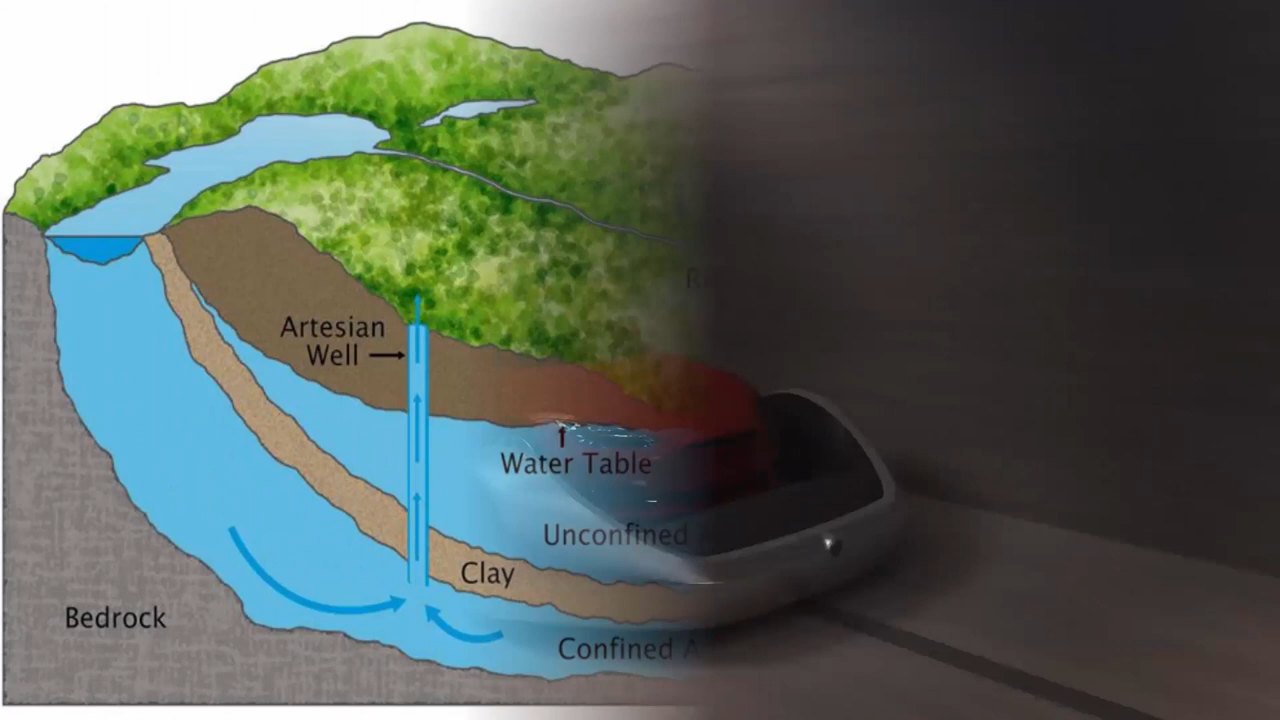 Artesian
Well
Water Table
Unconfined
Clay
Bedrock
Confined